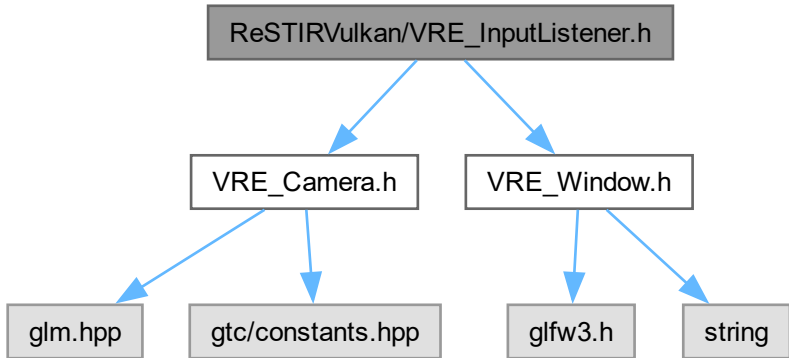 ReSTIRVulkan/VRE_InputListener.h
VRE_Camera.h
VRE_Window.h
glm.hpp
gtc/constants.hpp
glfw3.h
string